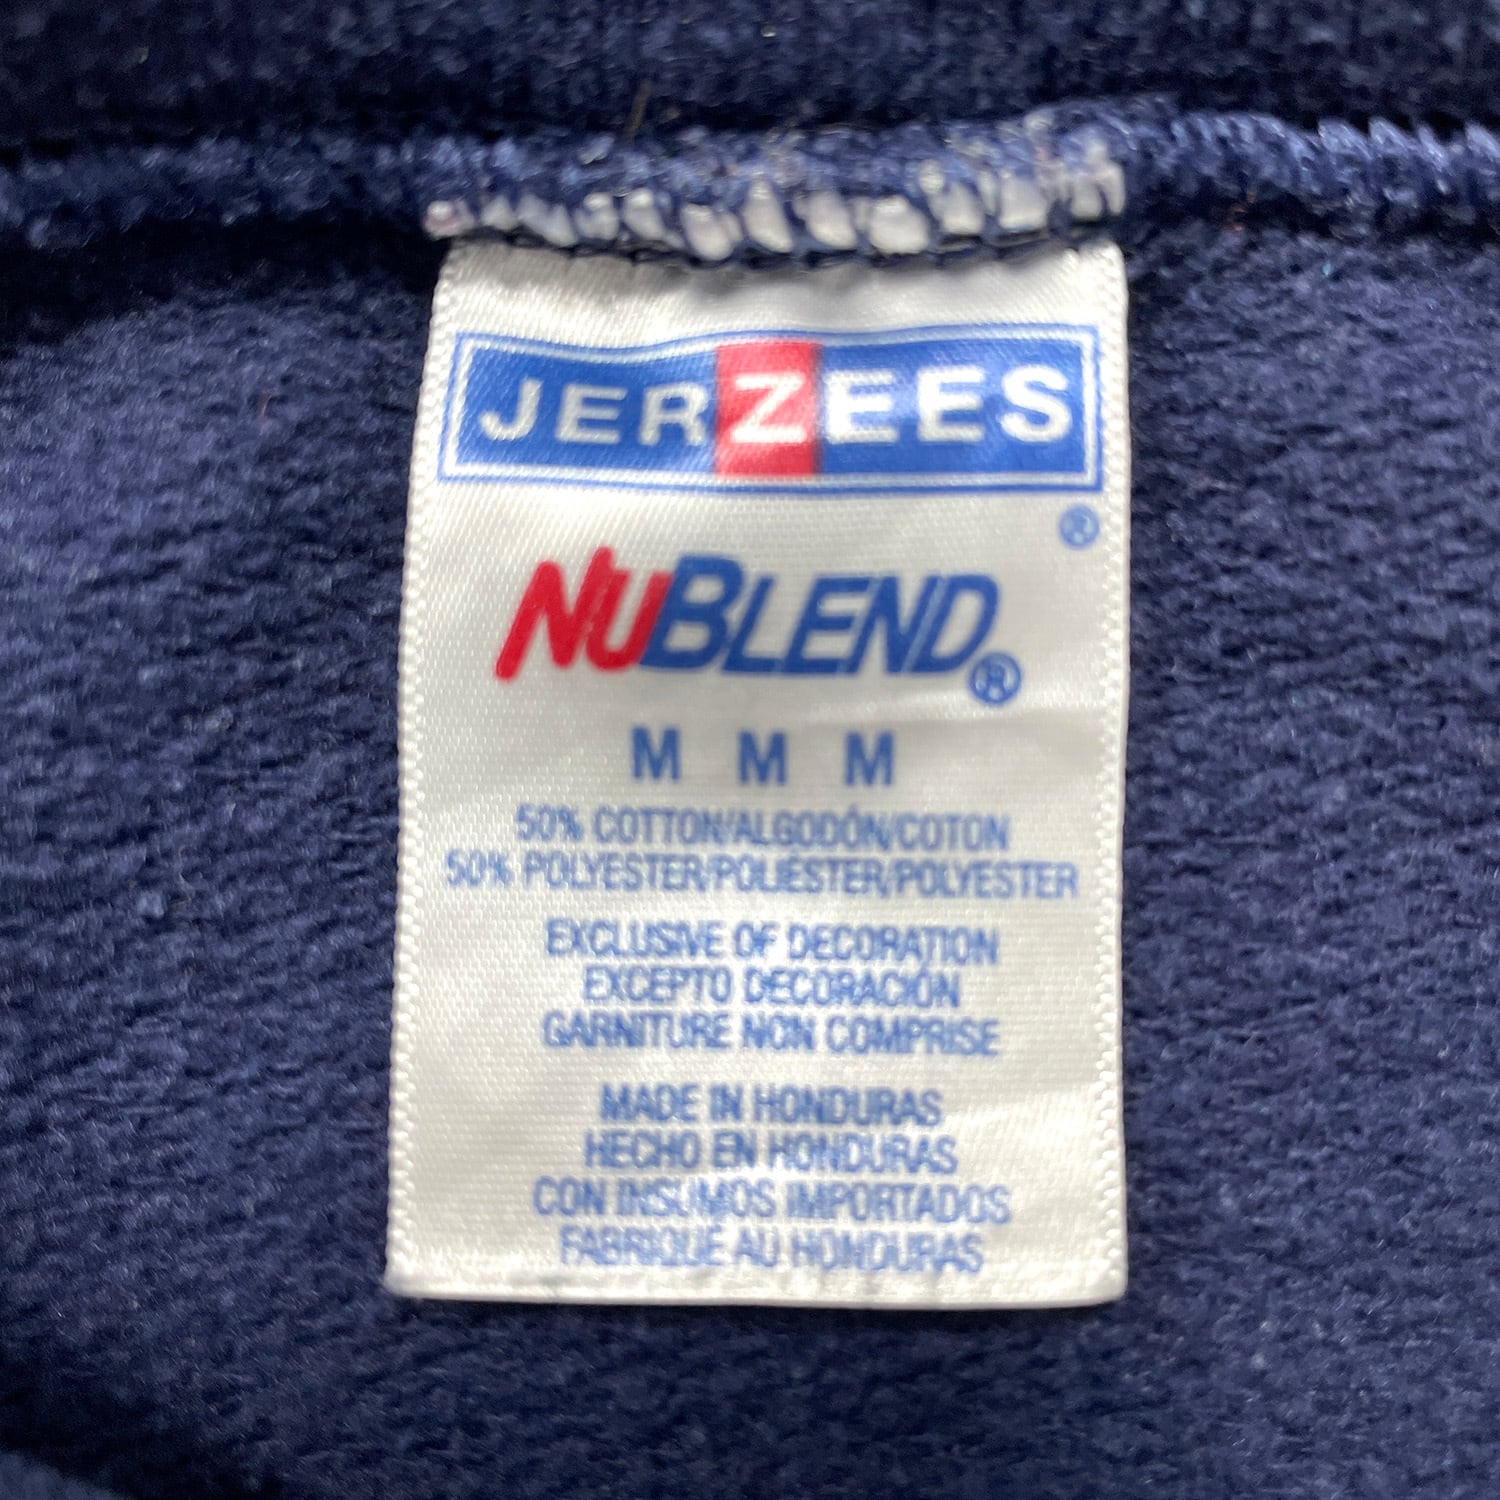 JERZEES
®
NUBLEND®
M M M
50% COTTON/ALGODÓN/COTON
50% POLYESTER/POLIÉSTER/POLYESTER
EXCLUSIVE OF DECORATION
EXCEPTO DECORACIÓN
GARNITURE NON COMPRISE
MADE IN HONDURAS
HECHO EN HONDURAS
CON INSUMOS IMPORTADOS
FABRIQUÉ AU HONDURAS